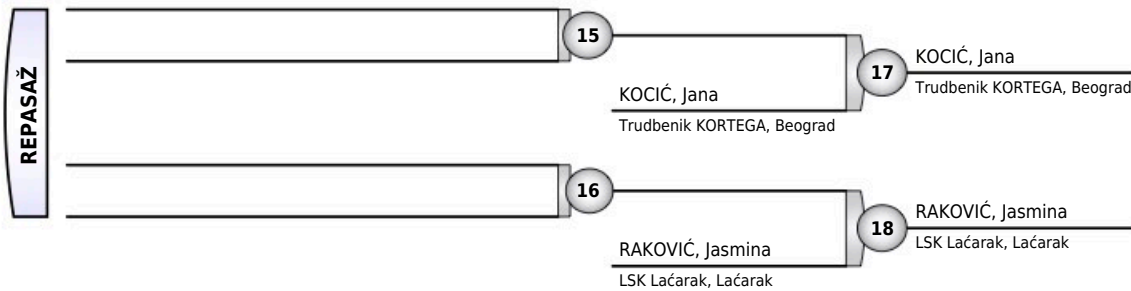 REPASAŽ
15
KOCIĆ, Jana
Trudbenik KORTEGA, Beograd
17
KOCIĆ, Jana
Trudbenik KORTEGA, Beograd
16
RAKOVIĆ, Jasmina
LSK Laćarak, Laćarak
18
RAKOVIĆ, Jasmina
LSK Laćarak, Laćarak